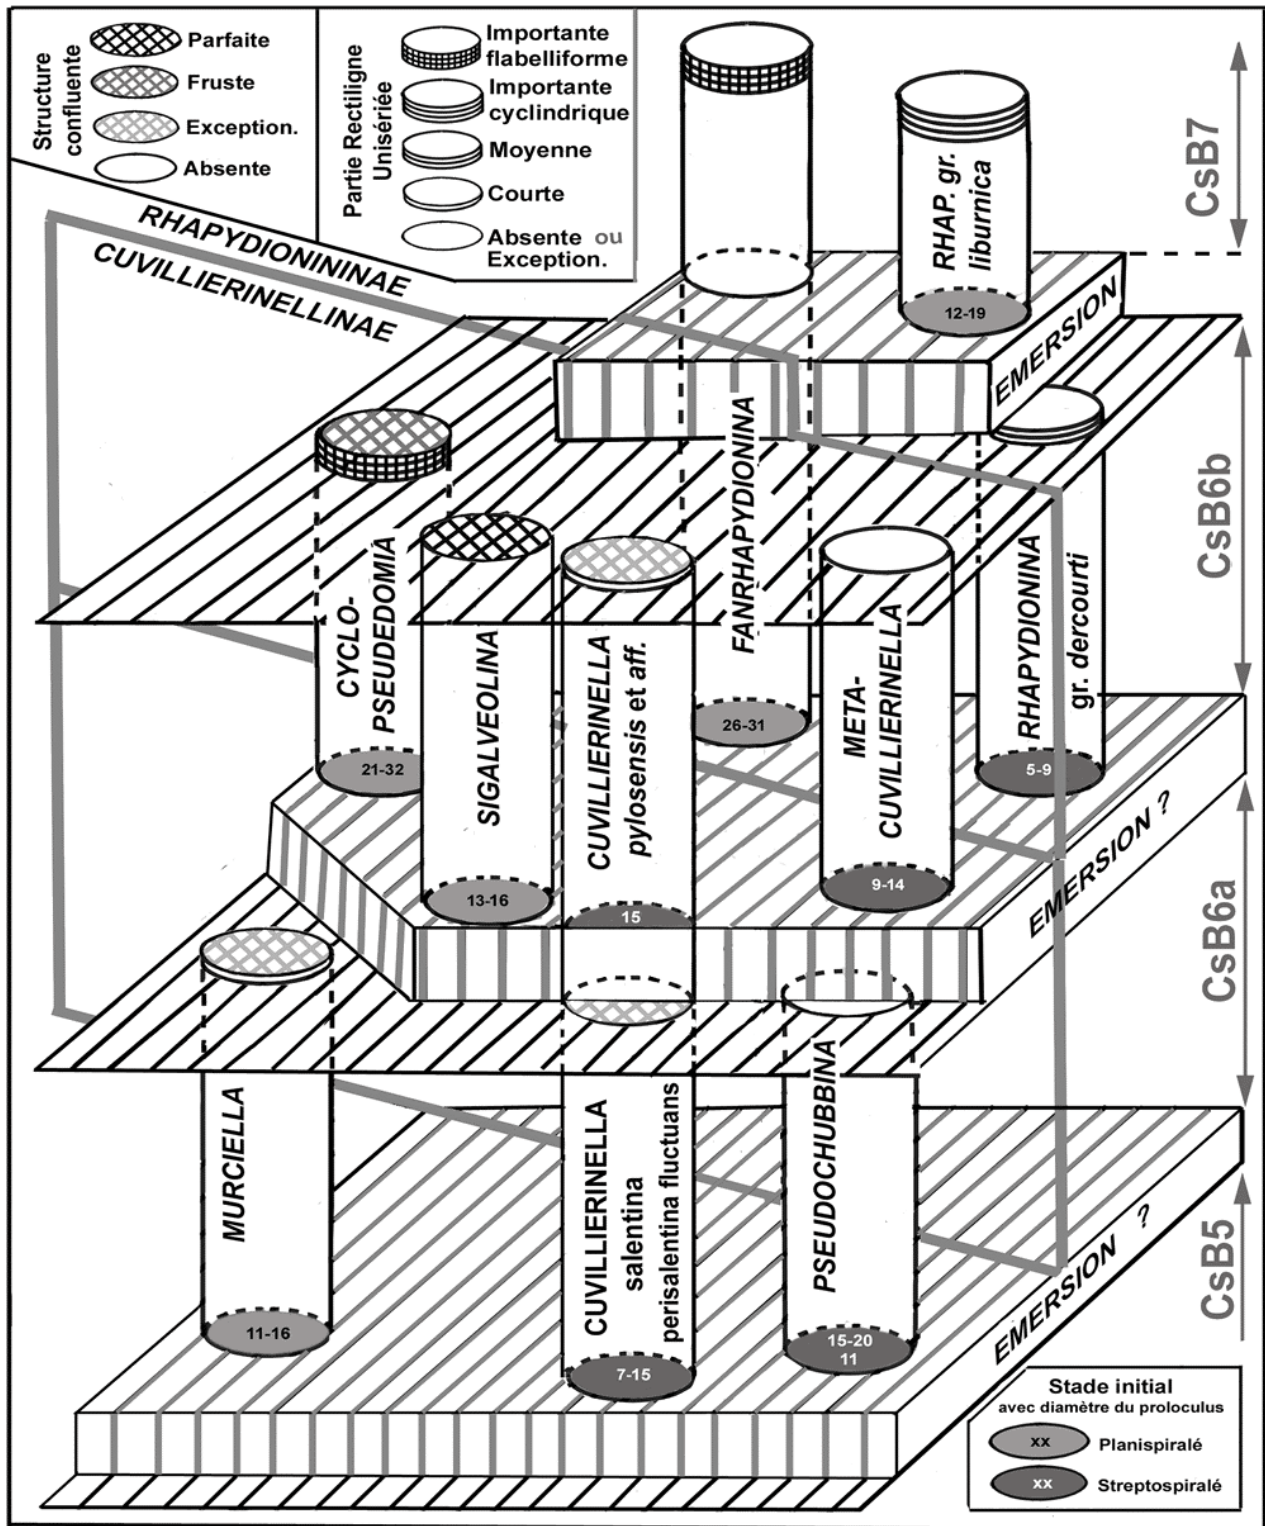 Structure
confluente
Parfaite
Fruste
Exception.
Absente
Partie Rectiligne
Unisériée
Importante
flabelliforme
Importante
cyclindrique
Moyenne
Courte
Absente ou
Exception.
RHAPYDIONININAE
CUVILLIERINELLINAE
CsB7
RHAP. gr.
liburnica
12-19
EMERSION
CsB6b
FANRHAPYDIONINA
26-31
CYCLO-
PSEUDEDOMIA
21-32
SIGALVEOLINA
13-16
CUVILLIERINELLA
pylosensis et aff.
15
META-
CUVILLIERINELLA
9-14
RHAPYDIONINA
gr. dercourti
5-9
EMERSION ?
CsB6a
MURCIELLA
11-16
CUVILLIERINELLA
salentina
perisalentina fluctuans
7-15
PSEUDOCHUBBINA
15-20
11
EMERSION ?
CsB5
Stade initial
avec diamètre du proloculus
xx Planispiralé
xx Streptospiralé